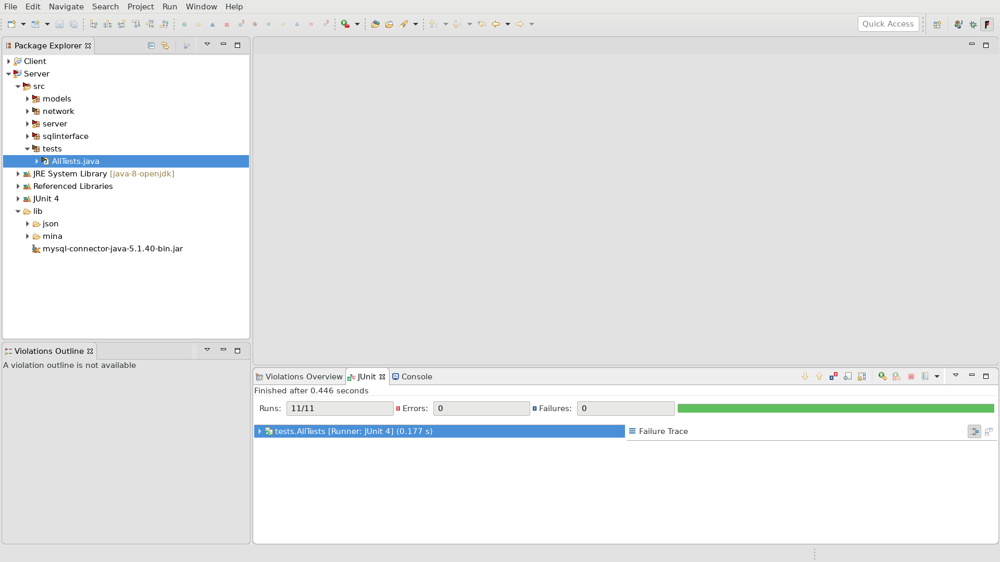 File Edit Navigate Search Project Run Window Help
Quick Access
Package Explorer
Client
Server
src
models
network
server
sqlinterface
tests
AllTests.java
JRE System Library [java-8-openjdk]
Referenced Libraries
JUnit 4
lib
json
mina
mysql-connector-java-5.1.40-bin.jar
Violations Outline
A violation outline is not available
Violations Overview JUnit Console
Finished after 0.446 seconds
Runs: 11/11 Errors: 0 Failures: 0
tests.AllTests [Runner: JUnit 4] (0.177 s)
Failure Trace